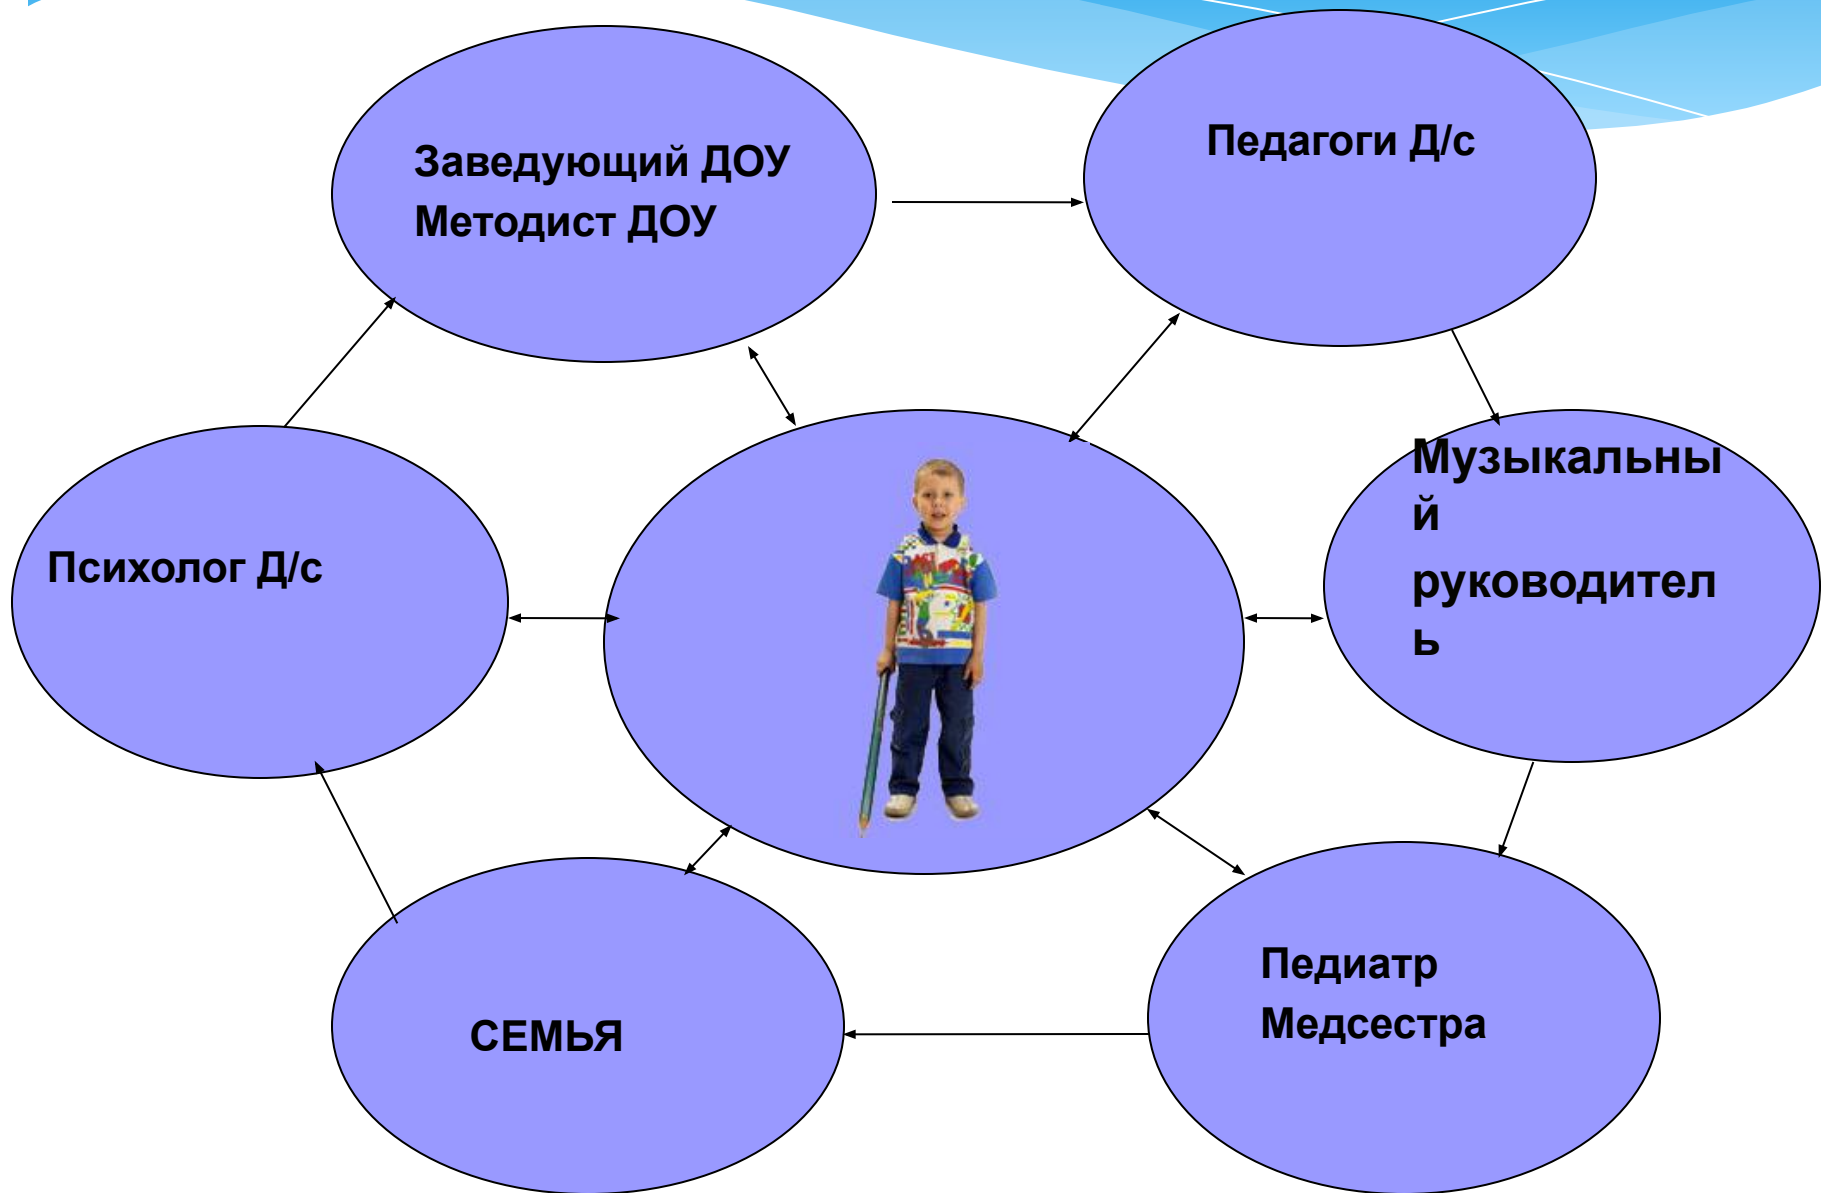 Заведующий ДОУ
Методист ДОУ
Педагоги Д/с
Музыкальны
й
руководител
ь
Психолог Д/с
Педиатр
Медсестра
СЕМЬЯ